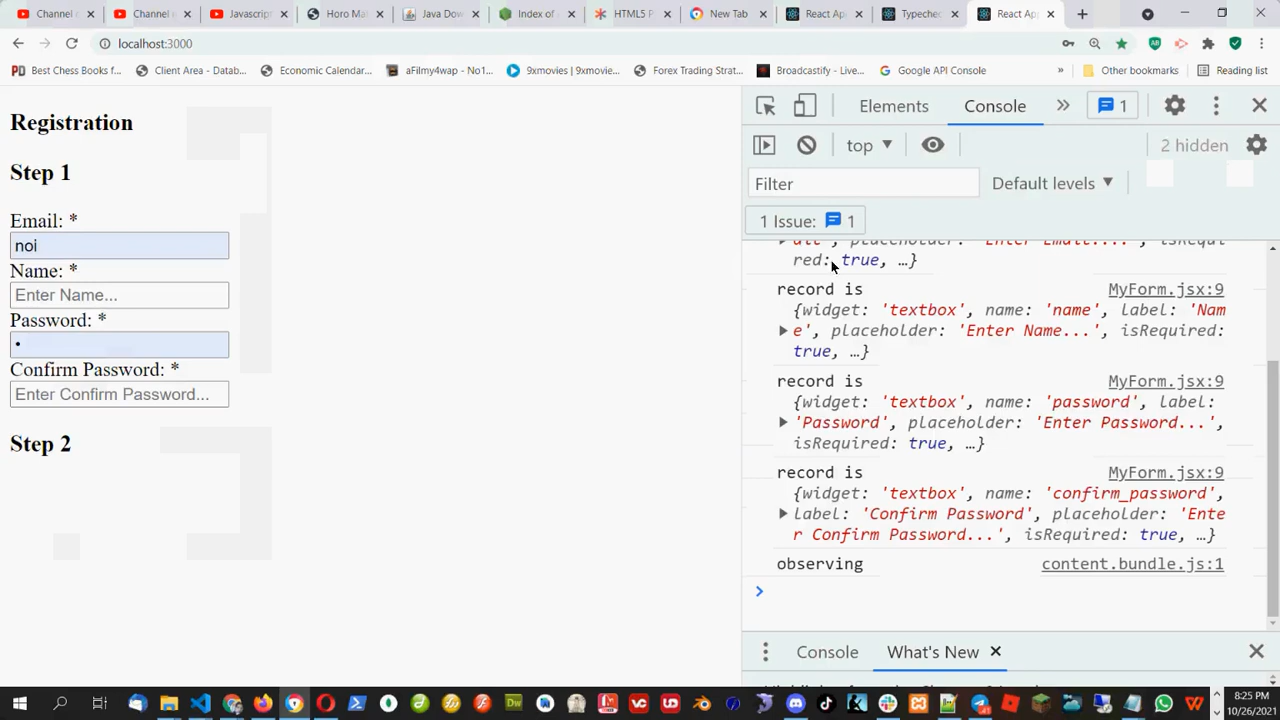 Channel c
Channel e
Javascrip
Horo Ma
Java Dov
Index o
HTML5
New Tab
React Ap
Typeche
React Ap
localhost:3000
Best Chess Books f...
Client Area - Datab...
Economic Calendar...
aFilmy4wap - No1...
9xmovies | 9xmovie...
Forex Trading Strat...
Broadcastify - Live...
Google API Console
»
Other bookmarks
Reading list
Registration
Step 1
Email: *
noi
Name: *
Enter Name...
Password: *
•
Confirm Password: *
Enter Confirm Password...
Step 2
Elements
Console
»
1
top ▼
2 hidden
Filter
Default levels ▼
1 Issue: 1
red: true, …}
record is MyForm.jsx:9
{widget: 'textbox', name: 'name', label: 'Nam
e', placeholder: 'Enter Name...', isRequired:
true, …}
record is MyForm.jsx:9
{widget: 'textbox', name: 'password', label:
'Password', placeholder: 'Enter Password...',
isRequired: true, …}
record is MyForm.jsx:9
{widget: 'textbox', name: 'confirm_password',
label: 'Confirm Password', placeholder: 'Ente
r Confirm Password...', isRequired: true, …}
observing content.bundle.js:1
Console
What's New
8:25 PM
10/26/2021